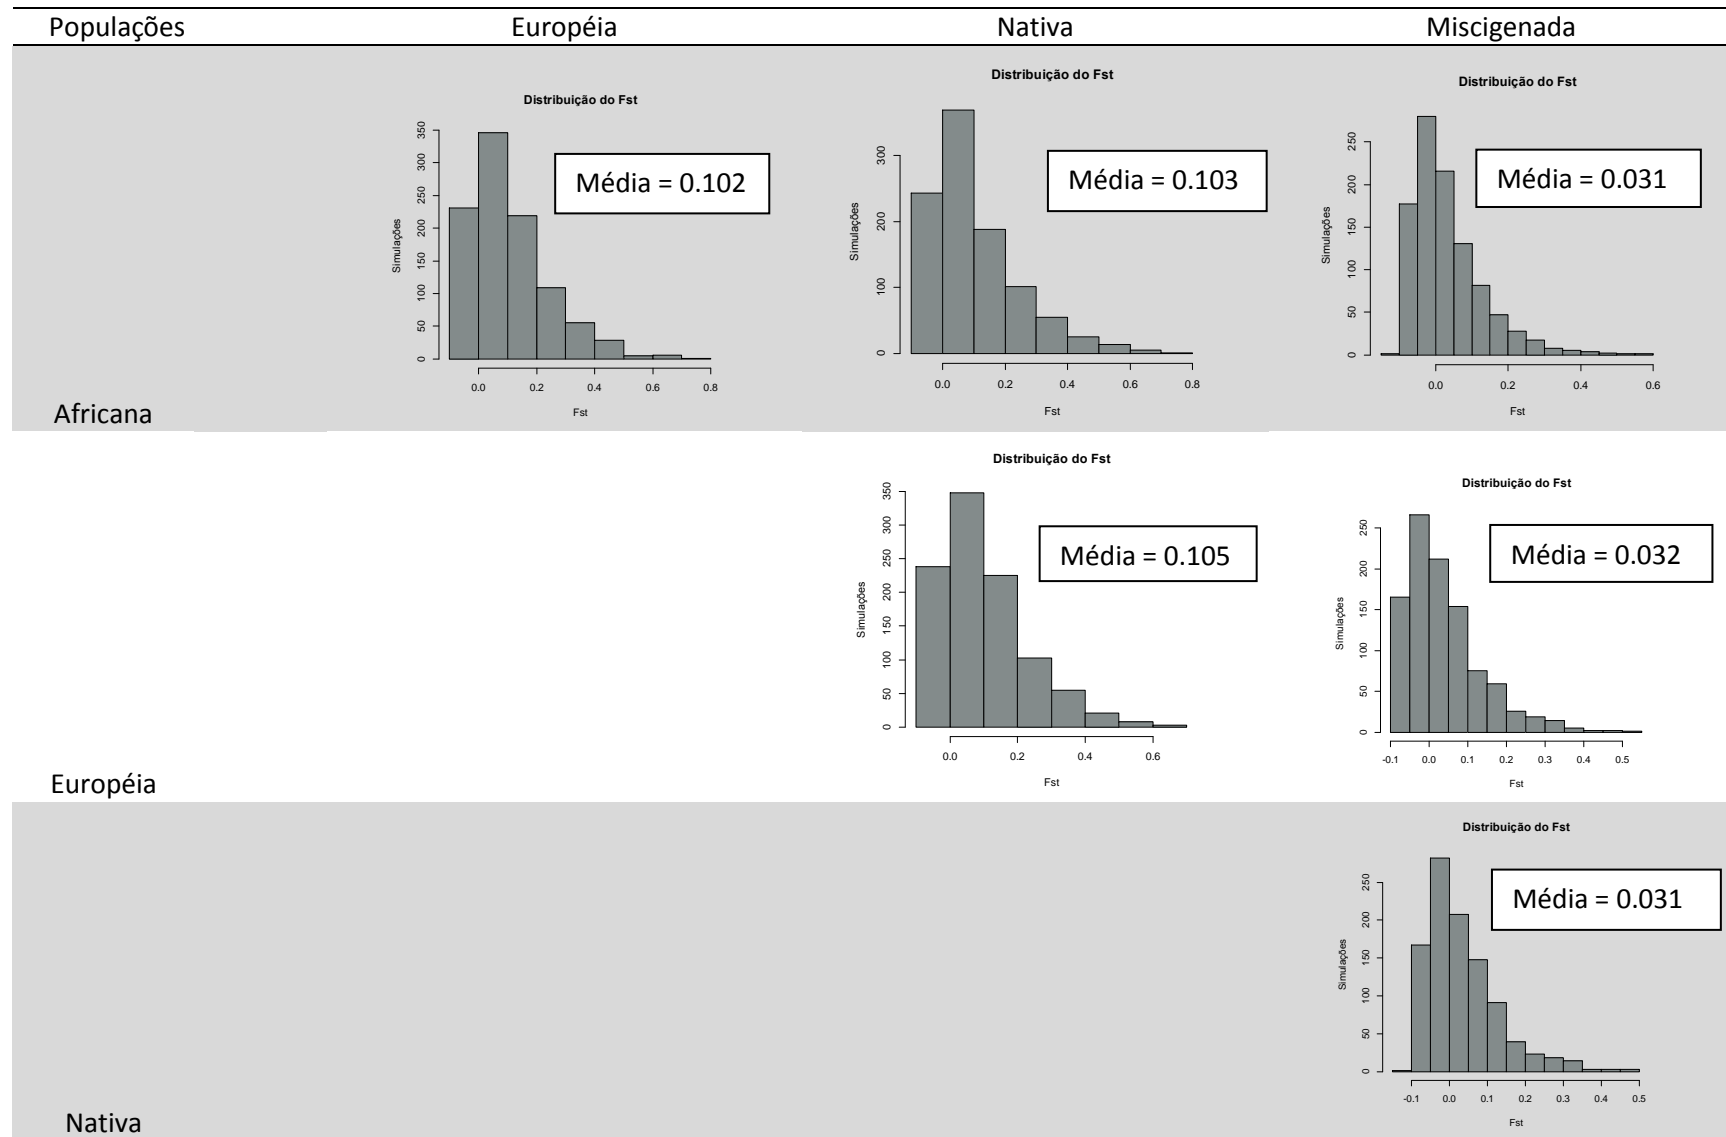 Populações Européia Nativa Miscigenada
Distribuição do Fst
Média = 0.102
Simulações
0 50 100 150 200 250 300 350
0.0 0.2 0.4 0.6 0.8
Fst
Distribuição do Fst
Média = 0.103
Simulações
0 100 200 300
0.0 0.2 0.4 0.6 0.8
Fst
Distribuição do Fst
Média = 0.031
Simulações
0 50 100 150 200 250
0.0 0.2 0.4 0.6
Fst
Africana
Distribuição do Fst
Média = 0.105
Simulações
0 50 100 150 200 250 300 350
0.0 0.2 0.4 0.6
Fst
Distribuição do Fst
Média = 0.032
Simulações
0 50 100 150 200 250
-0.1 0.0 0.1 0.2 0.3 0.4 0.5
Fst
Européia
Distribuição do Fst
Média = 0.031
Simulações
0 50 100 150 200 250
-0.1 0.0 0.1 0.2 0.3 0.4 0.5
Fst
Nativa